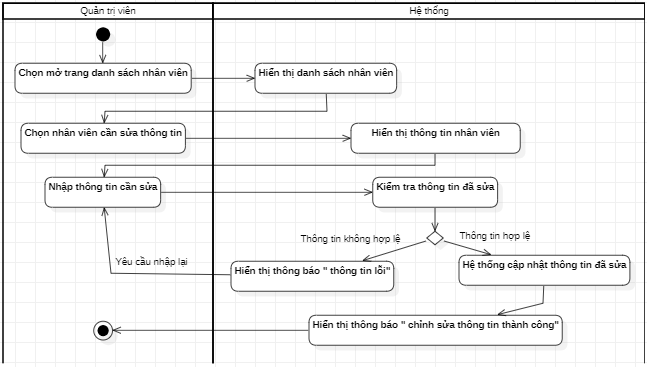 Quản trị viên
Hệ thống
Chọn mở trang danh sách nhân viên
Hiển thị danh sách nhân viên
Chọn nhân viên cần sửa thông tin
Hiển thị thông tin nhân viên
Nhập thông tin cần sửa
Kiểm tra thông tin đã sửa
Thông tin không hợp lệ
Thông tin hợp lệ
Yêu cầu nhập lại
Hiển thị thông báo " thông tin lỗi"
Hệ thống cập nhật thông tin đã sửa
Hiển thị thông báo " chỉnh sửa thông tin thành công"